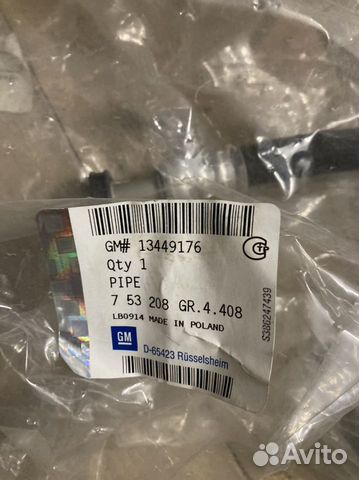 GM# 13449176
Qty 1
PIPE
7 53 208 GR.4.408
LB0914 MADE IN POLAND
GM
D-65423 Rüsselsheim
S386247439
Avito